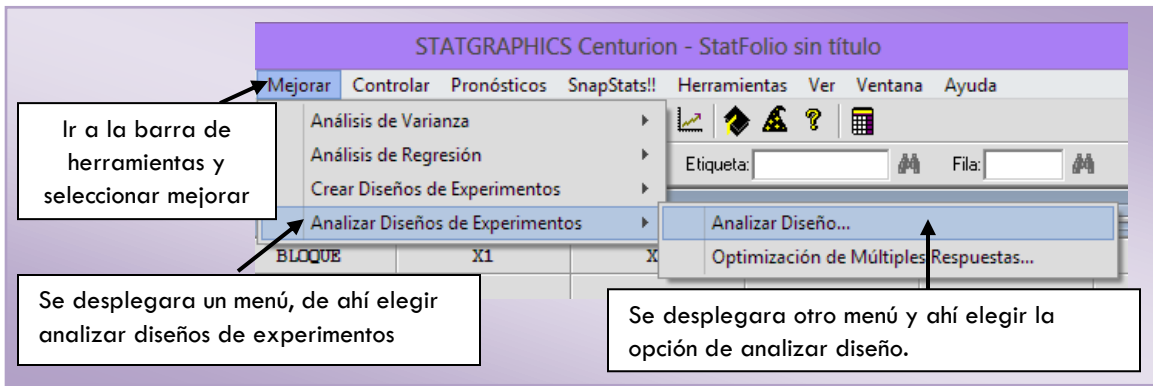 STATGRAPHICS Centurion - StatFolio sin título
Mejorar Controlar Pronósticos SnapStats!! Herramientas Ver Ventana Ayuda
Ir a la barra de
herramientas y
seleccionar mejorar
Análisis de Varianza
Análisis de Regresión
Crear Diseños de Experimentos
Analizar Diseños de Experimentos
Etiqueta: Fila:
Analizar Diseño...
Optimización de Múltiples Respuestas...
BLOQUE X1 X
Se desplegara un menú, de ahí elegir
analizar diseños de experimentos
Se desplegara otro menú y ahí elegir la
opción de analizar diseño.